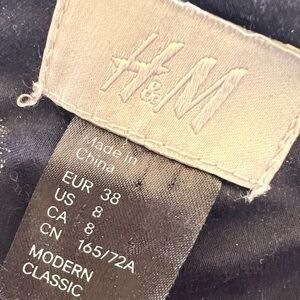 H&M
Made in
China
EUR 38
US 8
CA 8
CN 165/72A
MODERN
CLASSIC